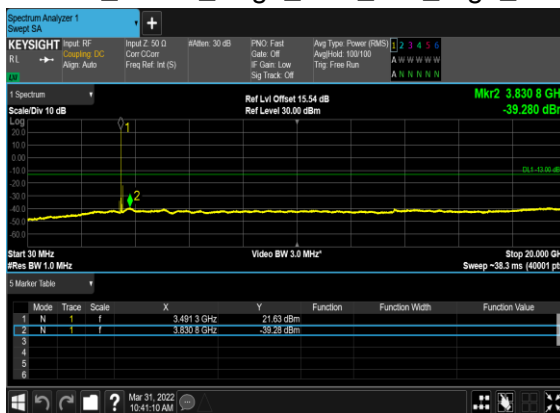 Spectrum Analyzer 1
Swept SA
+
KEYSIGHT Input: RF Input Z: 50 Ω #Atten: 30 dB PNO: Fast Avg Type: Power (RMS) 1 2 3 4 5 6
RL Coupling: DC Corr CCorr Gate: Off Avg|Hold: 100/100 A W W W W W
Align: Auto Freq Ref: Int (S) IF Gain: Low Trig: Free Run A N N N N N
Sig Track: Off
LXI
1 Spectrum
Ref Lvl Offset 15.54 dB Mkr2 3.830 8 GHz
Scale/Div 10 dB Ref Level 30.00 dBm -39.280 dBm
Log
20.0
1
10.0
0.00
-10.0 DL1 -13.00 dB
-20.0
-30.0
2
-40.0
-50.0
-60.0
Start 30 MHz Video BW 3.0 MHz* Stop 20.000 GH
#Res BW 1.0 MHz Sweep ~38.3 ms (40001 pt
5 Marker Table
Mode Trace Scale X Y Function Function Width Function Value
1 N 1 f 3.491 3 GHz 21.63 dBm
2 N 1 f 3.830 8 GHz -39.28 dBm
3
4
5
6
? Mar 31, 2022
10:41:10 AM